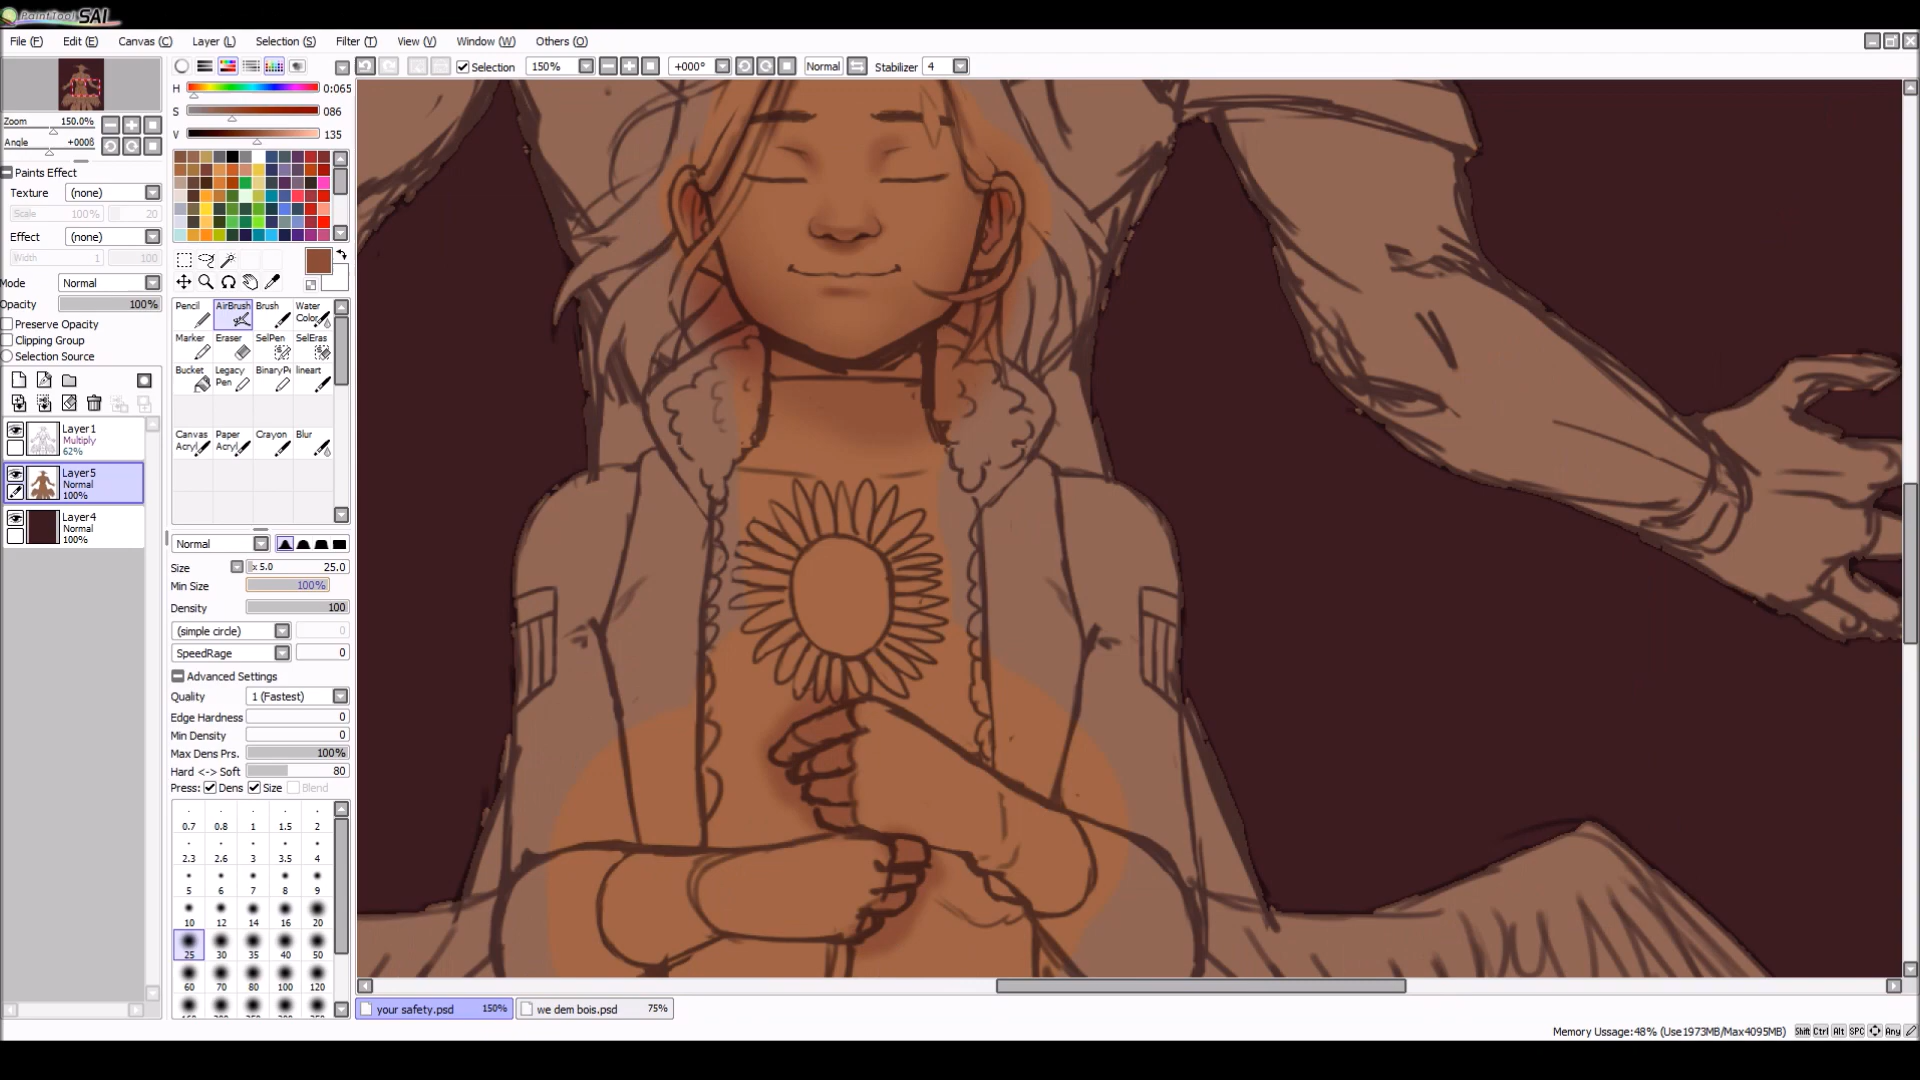 PaintTool SAI
File (F) Edit (E) Canvas (C) Layer (L) Selection (S) Filter (T) View (V) Window (W) Others (O)
Selection 150% +000° Normal Stabilizer 4
H 0:065
S 086
V 135
Zoom 150.0%
Angle +000
Paints Effect
Texture (none)
Scale 100% 20
Effect (none)
Width 1 100
Mode Normal
Opacity 100%
Preserve Opacity
Clipping Group
Selection Source
Layer1
Multiply
62%
Layer5
Normal
100%
Layer4
Normal
100%
Pencil AirBrush Brush Water Color
Marker Eraser SelPen SelEras
Bucket Legacy Pen BinaryPe lineart
Canvas Acryl Paper Acryl Crayon Blur
Normal
Size x 5.0 25.0
Min Size 100%
Density 100
(simple circle) 0
SpeedRage 0
Advanced Settings
Quality 1 (Fastest)
Edge Hardness 0
Min Density 0
Max Dens Prs. 100%
Hard <-> Soft 80
Press: Dens Size Blend
0.7 0.8 1 1.5 2
2.3 2.6 3 3.5 4
5 6 7 8 9
10 12 14 16 20
25 30 35 40 50
60 70 80 100 120
your safety.psd 150% we dem bois.psd 75%
Memory Ussage:48% (Use1973MB/Max4095MB) Shift Ctrl Alt SPC Any